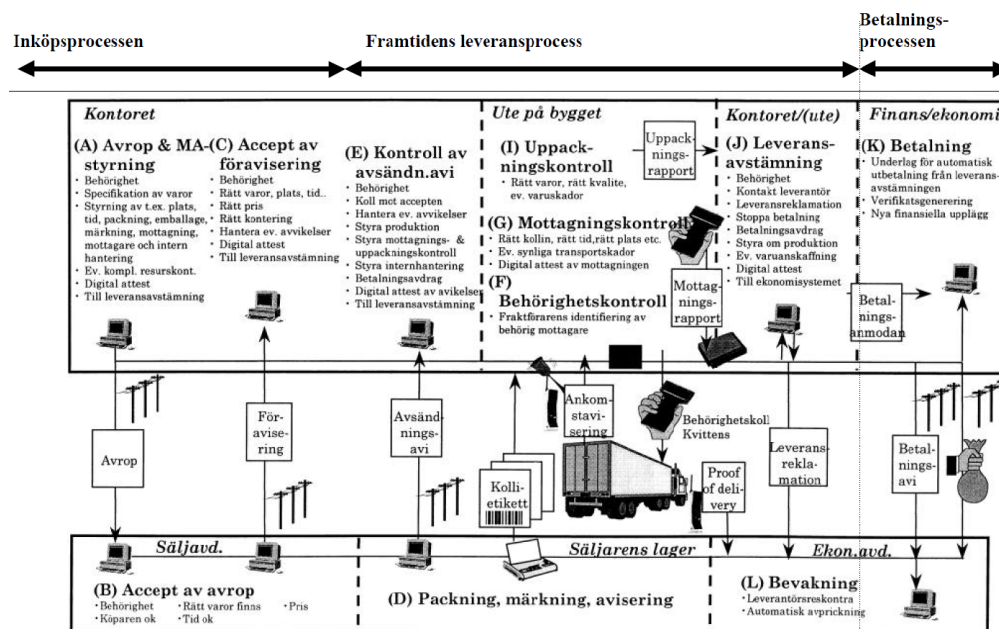 Inköpsprocessen
Framtidens leveransprocess
Betalnings-
processen
Kontoret
(A) Avrop & MA-
styrning
• Behörighet
• Specifikation av varor
• Styrning av t.ex. plats,
tid, packning, emballage,
märkning, mottagning,
mottagare och intern
hantering
• Ev. kompl. resurskont.
• Digital attest
• Till leveransavstämning
(C) Accept av
föravisering
• Behörighet
• Rätt varor, plats, tid..
• Rätt pris
• Rätt kontering
• Hantera ev. avvikelser
• Digital attest
• Till leveransavstämning
(E) Kontroll av
avsändn.avi
• Behörighet
• Koll mot accepten
• Hantera ev. avvikelser
• Styra produktion
• Styra mottagnings- &
uppackningskontroll
• Styra internhantering
• Betalningsavdrag
• Digital attest av avikelser
• Till leveransavstämning
Ute på bygget
(I) Uppack-
ningskontroll
• Rätt varor, rätt kvalite,
ev. varuskador
Uppack-
nings-
rapport
(G) Mottagningskontroll
• Rätt kollin, rätt tid,rätt plats etc.
• Ev. synliga transportskador
• Digital attest av mottagningen
(F)
Behörighetskontroll
• Fraktförarens identifiering av
behörig mottagare
Mottag-
nings-
rapport
Kontoret/(ute)
(J) Leverans-
avstämning
• Behörighet
• Kontakt leverantör
• Leveransreklamation
• Stoppa betalning
• Betalningsavdrag
• Styra om produktion
• Ev. varuanskaffning
• Digital attest
• Till ekonomisystemet
Finans/ekonomi
(K) Betalning
• Underlag för automatisk
utbetalning från leverans-
avstämningen
• Verifikatsgenerering
• Nya finansiella upplägg
Betal-
nings-
anmodan
Avrop
För-
avise-
ring
Avsänd-
nings-
avi
Kolli-
etikett
Ankom-
stavi-
sering
Behörighetskoll
Kvittens
Proof
of deli-
very
Leverans-
rekla-
mation
Betal-
nings-
avi
Säljavd.
Säljarens lager
Ekon.avd.
(B) Accept av avrop
• Behörighet
• Rätt varor finns
• Pris
• Köparen ok
• Tid ok
(D) Packning, märkning, avisering
(L) Bevakning
• Leverantörsreskontra
• Automatisk avprickning